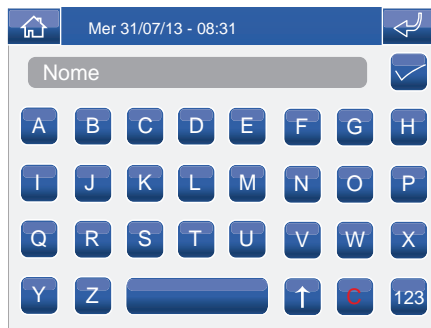 Mer 31/07/13 - 08:31
Nome
A B C D E F G H
I J K L M N O P
Q R S T U V W X
Y Z ↑ C 123